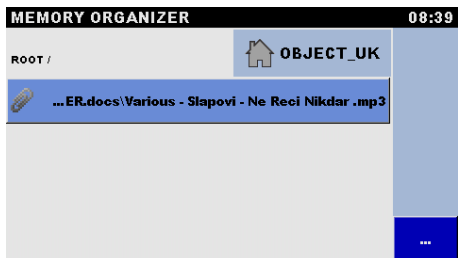 MEMORY ORGANIZER 08:39
ROOT / OBJECT_UK
...ER.docs\Various - Slapovi - Ne Reci Nikdar .mp3
...